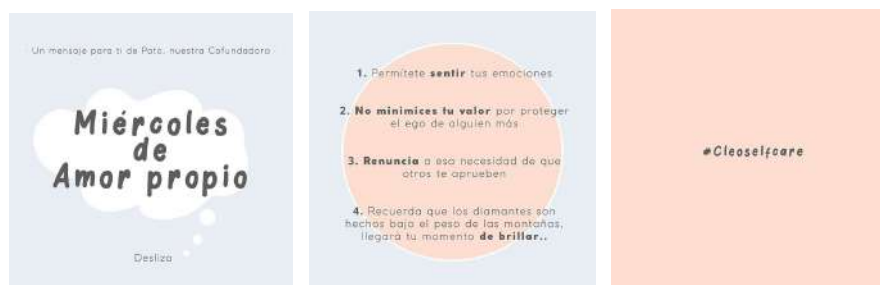 Un mensaje para ti de Pato, nuestra Cofundadora
Miércoles
de
Amor propio
Desliza
1. Permítete sentir tus emociones
2. No minimices tu valor por proteger
el ego de alguien más
3. Renuncia a esa necesidad de que
otros te aprueben
4. Recuerda que los diamantes son
hechos bajo el peso de las montañas,
llegará tu momento de brillar..
#Cleoselfcare